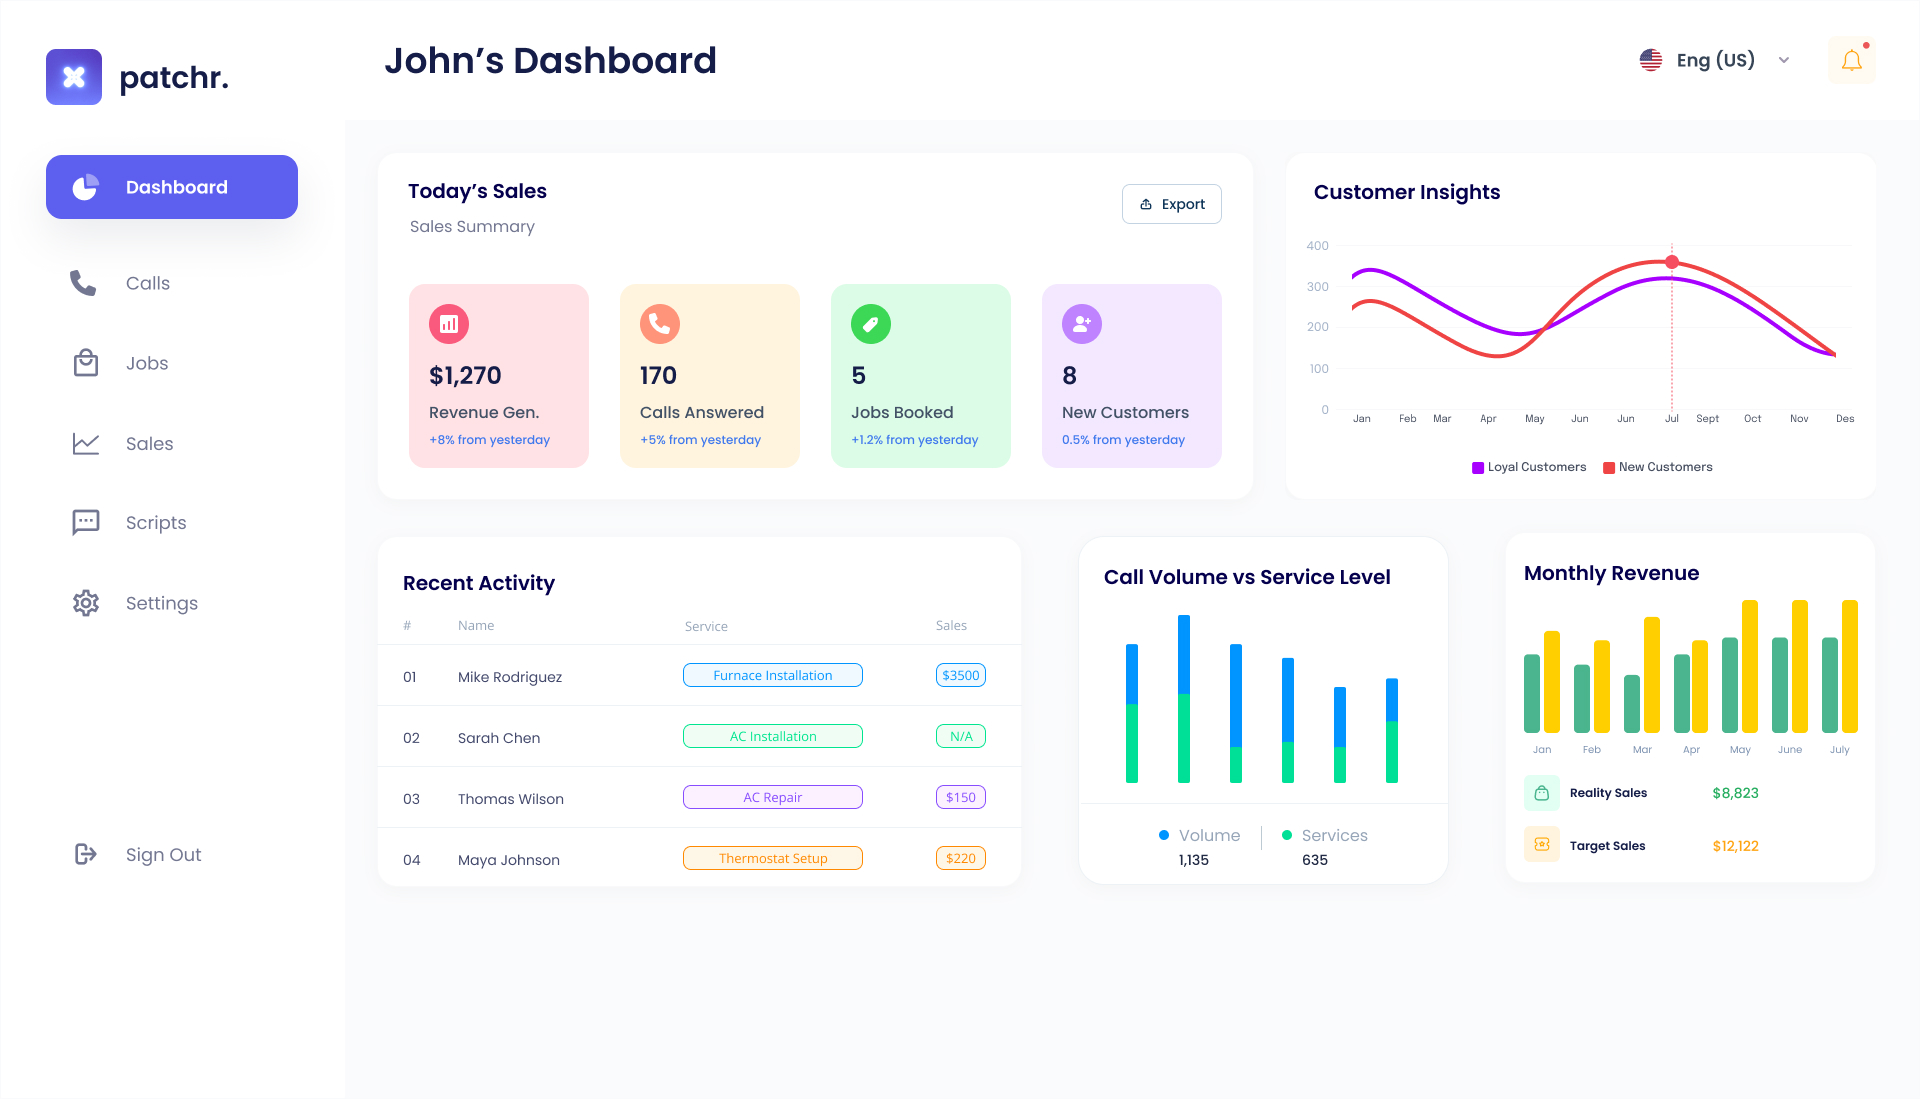 patchr.
John’s Dashboard
Eng (US)
Dashboard
Calls
Jobs
Sales
Scripts
Settings
Sign Out
Today’s Sales
Sales Summary
Export
$1,270
Revenue Gen.
+8% from yesterday
170
Calls Answered
+5% from yesterday
5
Jobs Booked
+1.2% from yesterday
8
New Customers
0.5% from yesterday
Customer Insights
400
300
200
100
0
Jan Feb Mar Apr May Jun Jun Jul Sept Oct Nov Des
Loyal Customers New Customers
Recent Activity
# Name Service Sales
01 Mike Rodriguez Furnace Installation $3500
02 Sarah Chen AC Installation N/A
03 Thomas Wilson AC Repair $150
04 Maya Johnson Thermostat Setup $220
Call Volume vs Service Level
Volume Services
1,135 635
Monthly Revenue
Jan Feb Mar Apr May June July
Reality Sales $8,823
Target Sales $12,122